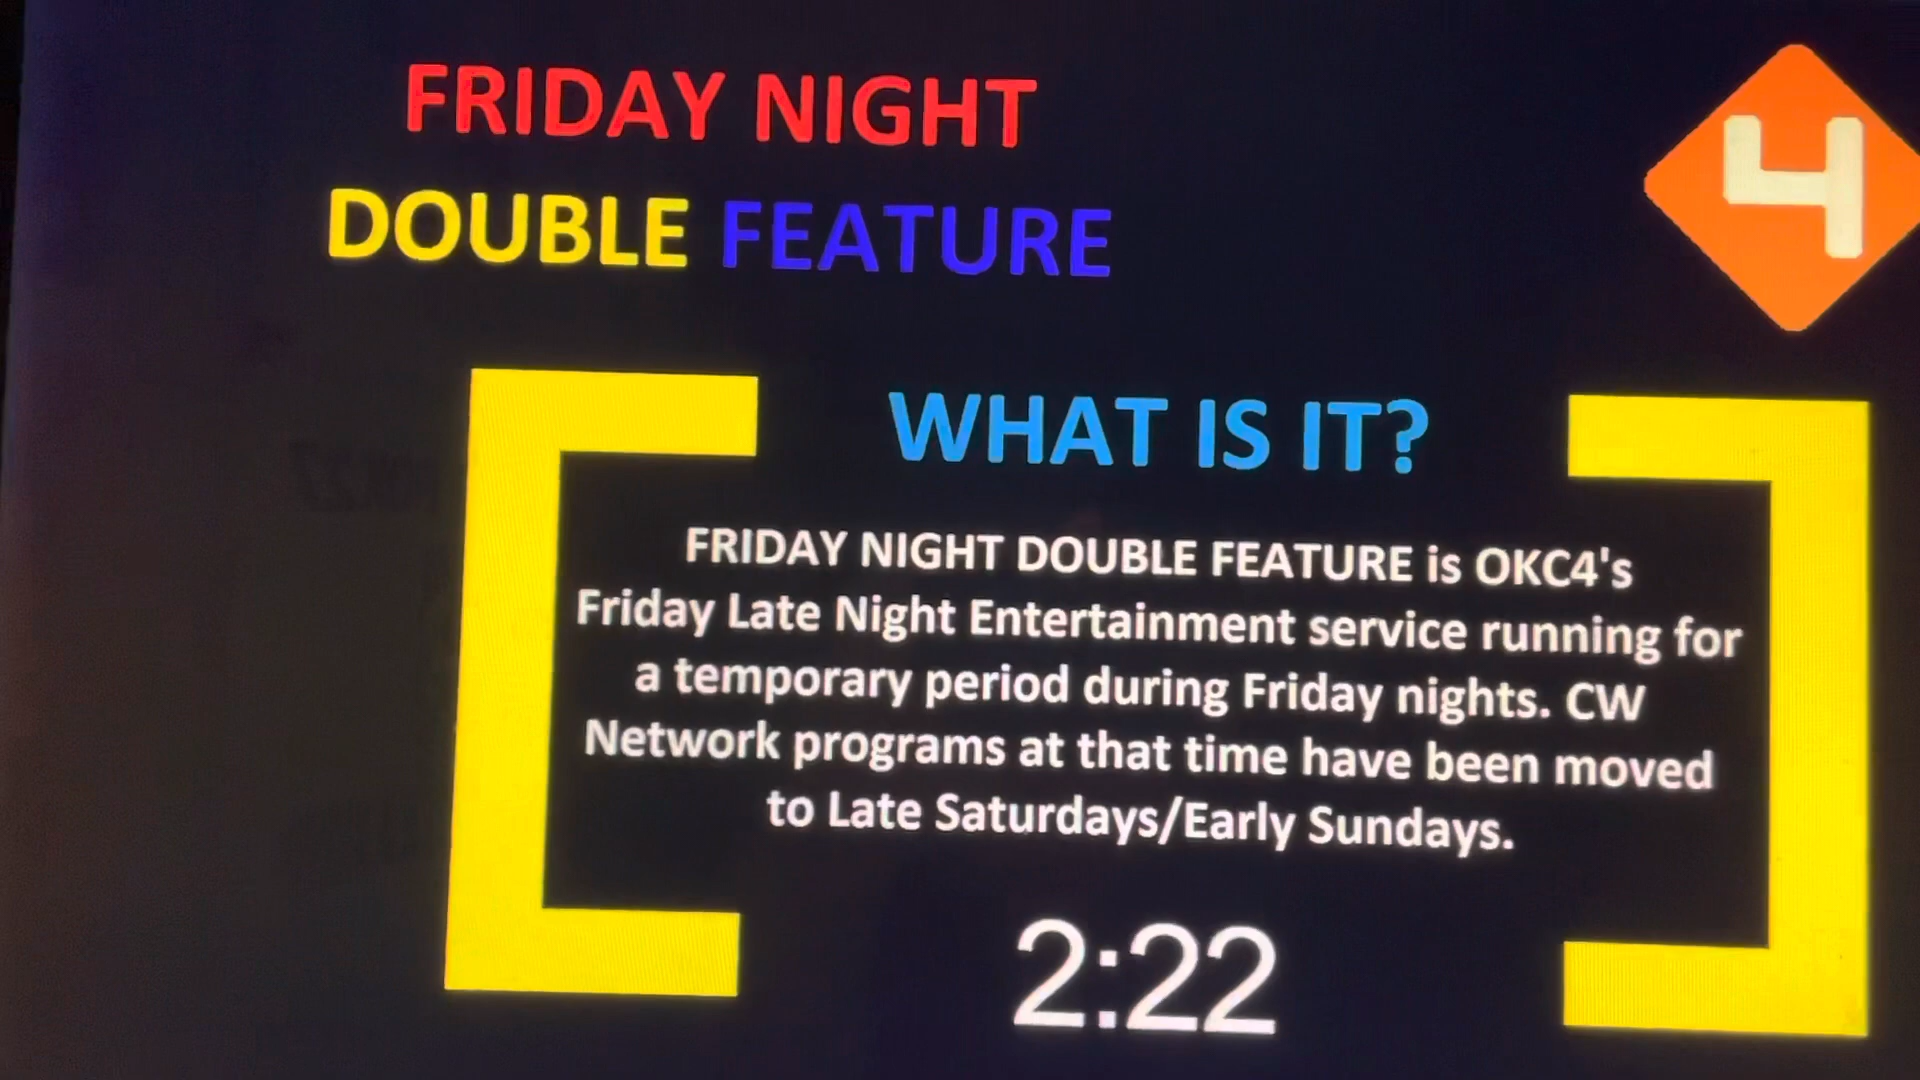 FRIDAY NIGHT
DOUBLE FEATURE
4
WHAT IS IT?
FRIDAY NIGHT DOUBLE FEATURE is OKC4's
Friday Late Night Entertainment service running for
a temporary period during Friday nights. CW
Network programs at that time have been moved
to Late Saturdays/Early Sundays.
2:22